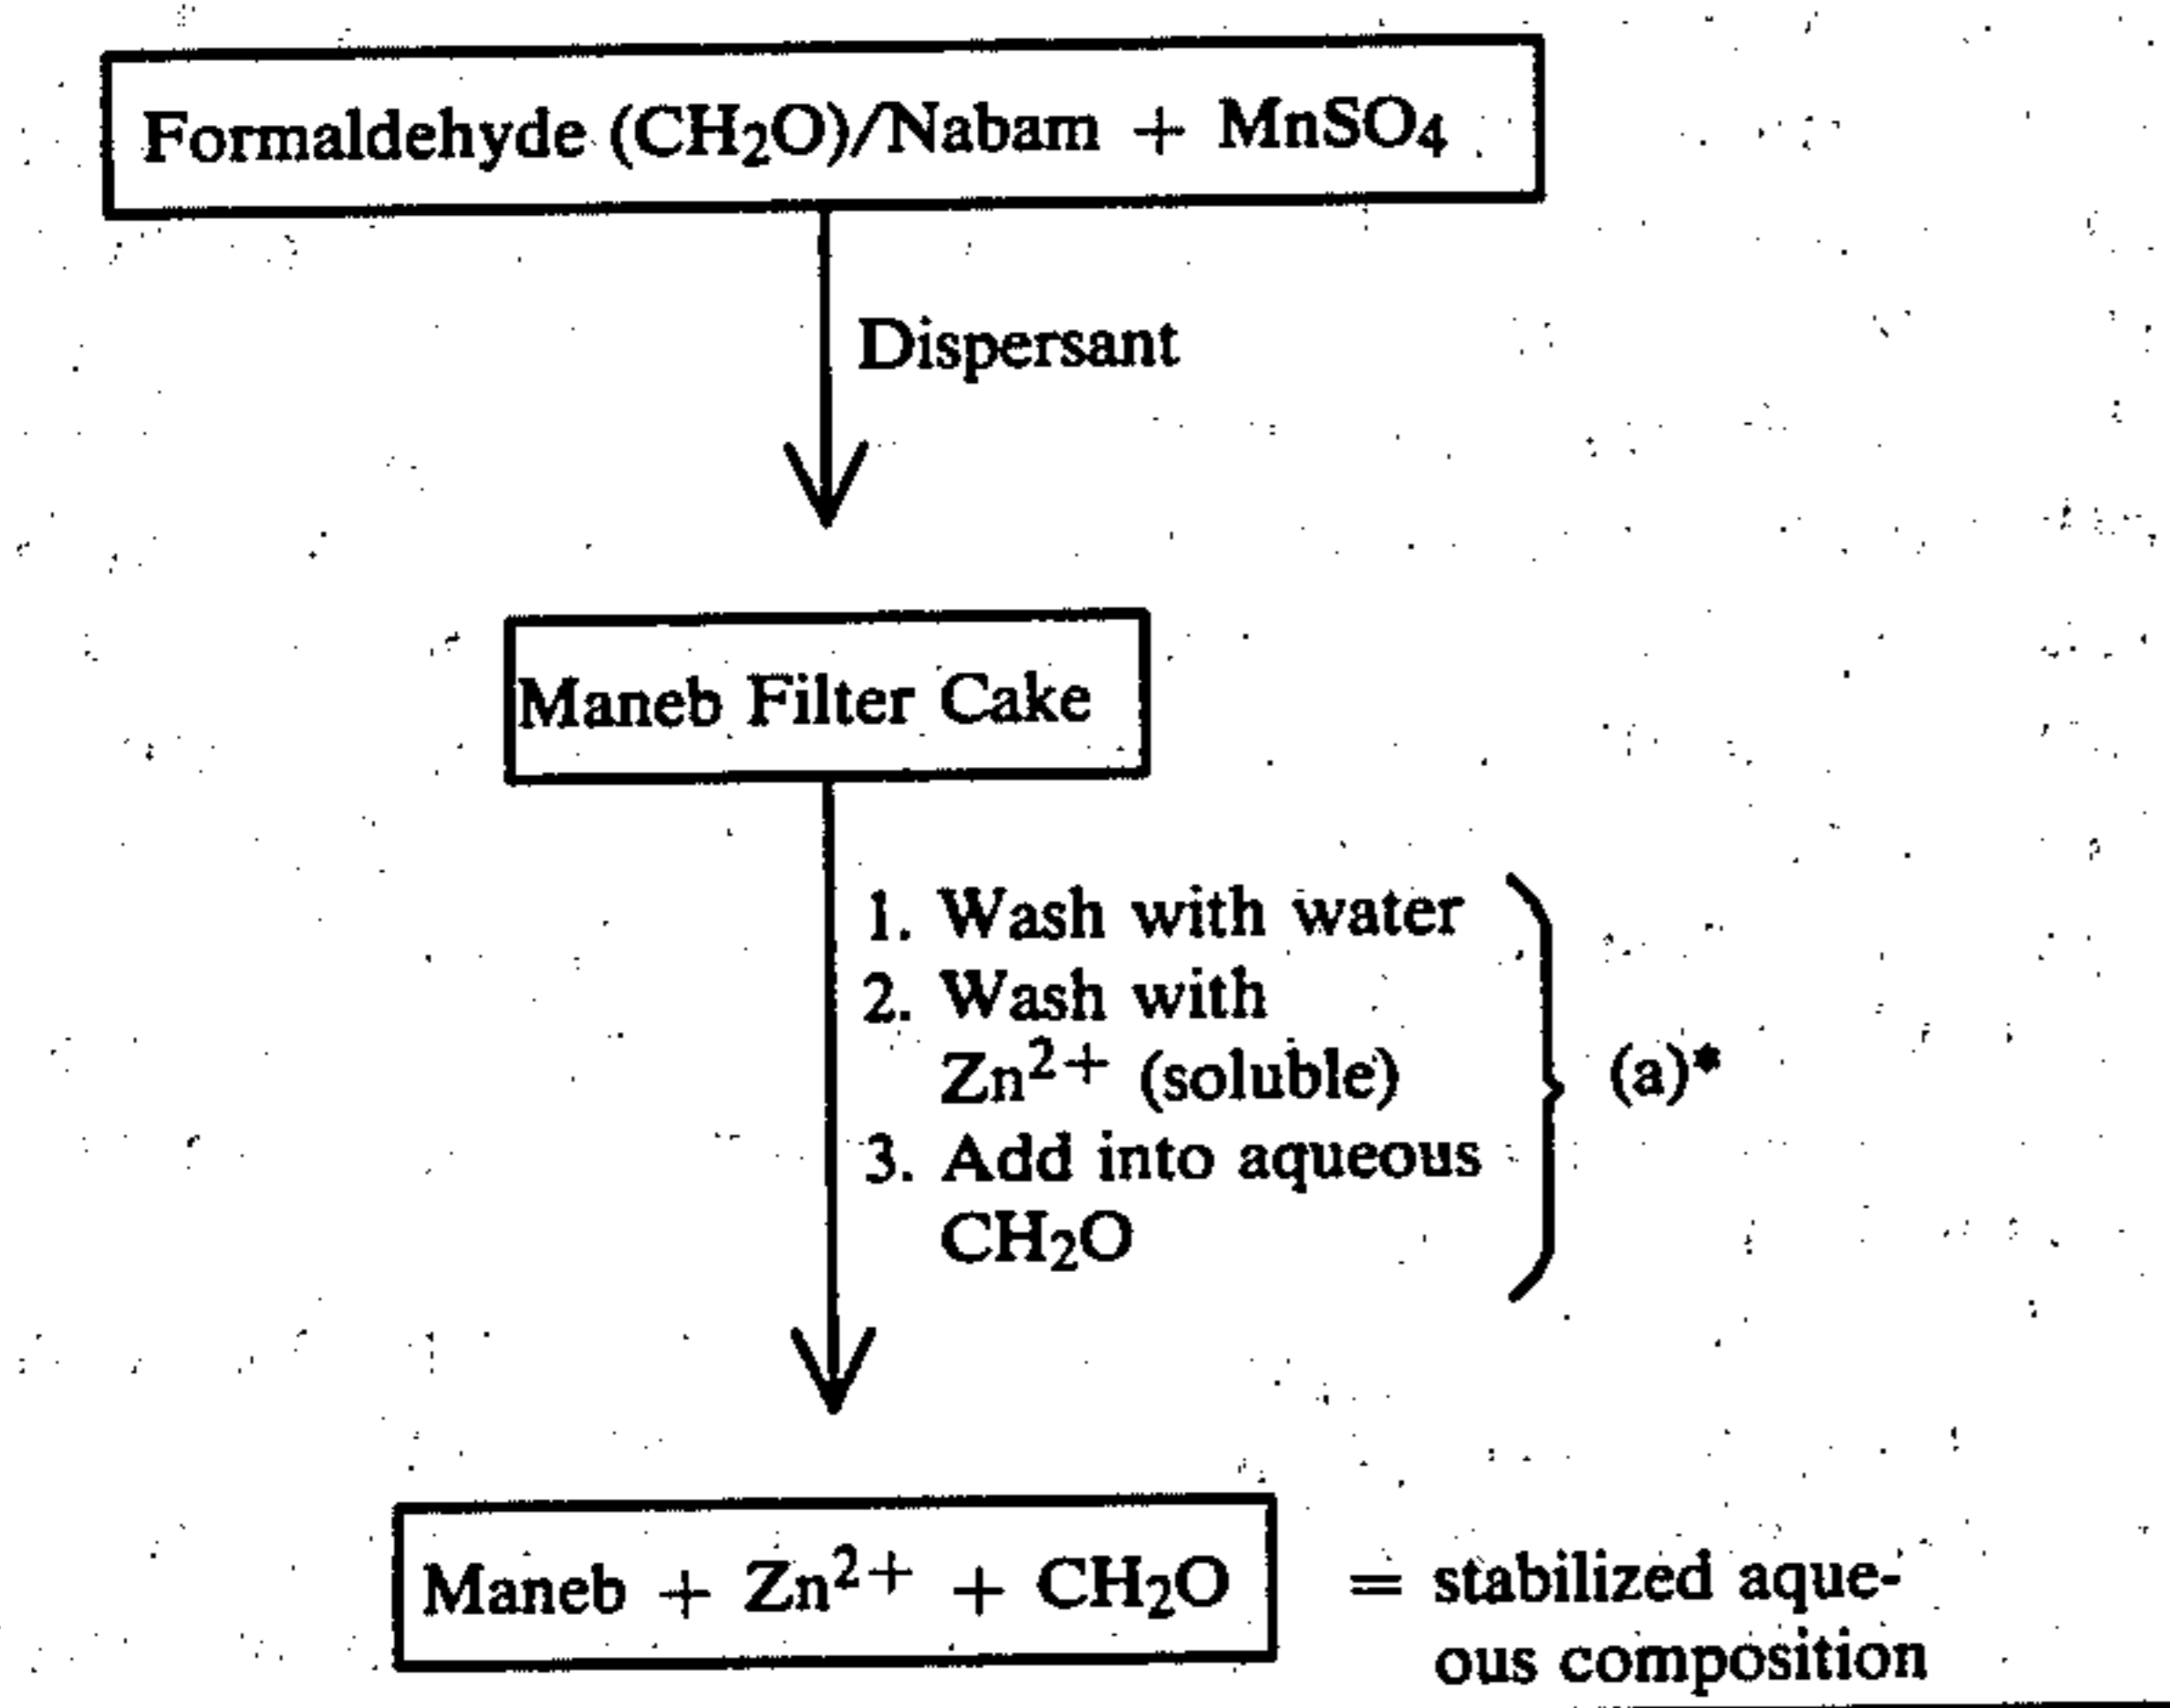 Formaldehyde (CH₂O)/Nabam + MnSO₄
Dispersant
Maneb Filter Cake
1. Wash with water
2. Wash with
Zn²⁺ (soluble)
3. Add into aqueous
CH₂O
(a)*
Maneb + Zn²⁺ + CH₂O
= stabilized aque-
ous composition